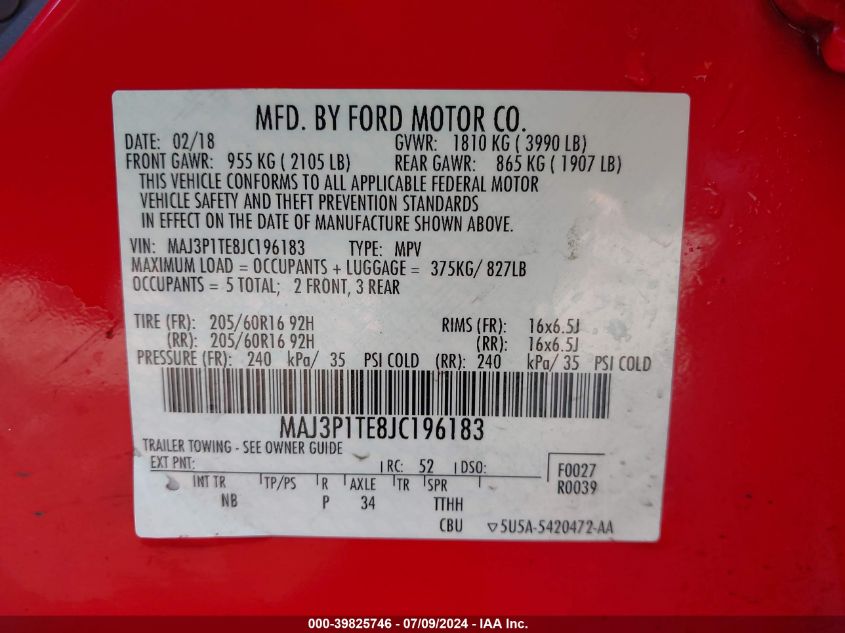 MFD. BY FORD MOTOR CO.
DATE: 02/18 GVWR: 1810 KG ( 3990 LB)
FRONT GAWR: 955 KG ( 2105 LB) REAR GAWR: 865 KG ( 1907 LB)
THIS VEHICLE CONFORMS TO ALL APPLICABLE FEDERAL MOTOR
VEHICLE SAFETY AND THEFT PREVENTION STANDARDS
IN EFFECT ON THE DATE OF MANUFACTURE SHOWN ABOVE.
VIN: MAJ3P1TE8JC196183 TYPE: MPV
MAXIMUM LOAD = OCCUPANTS + LUGGAGE = 375KG/ 827LB
OCCUPANTS = 5 TOTAL; 2 FRONT, 3 REAR
TIRE (FR): 205/60R16 92H RIMS (FR): 16x6.5J
(RR): 205/60R16 92H (RR): 16x6.5J
PRESSURE (FR): 240 kPa/ 35 PSI COLD (RR): 240 kPa/ 35 PSI COLD
MAJ3P1TE8JC196183
TRAILER TOWING - SEE OWNER GUIDE
EXT PNT: RC: 52 DSO: F0027
INT TR TP/PS R AXLE TR SPR R0039
NB P 34 TTHH
CBU ▽5U5A-5420472-AA
000-39825746 - 07/09/2024 - IAA Inc.